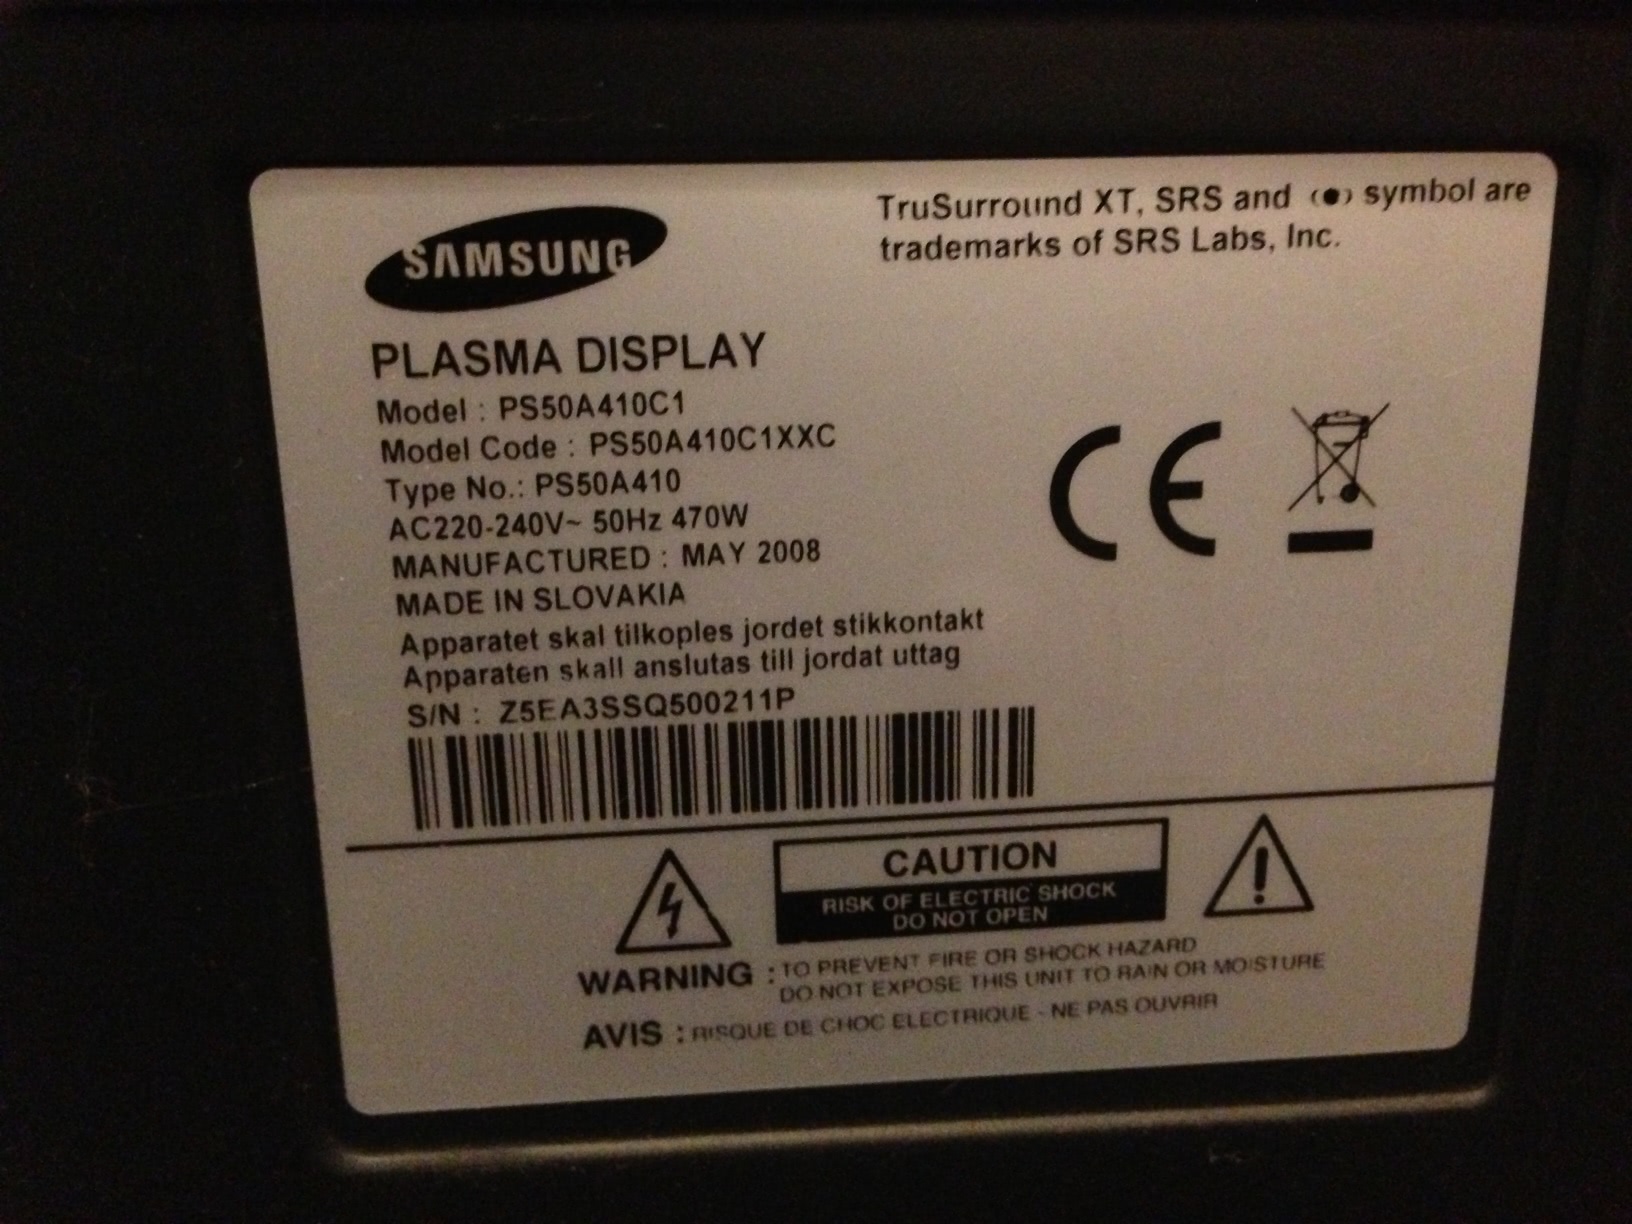 SAMSUNG
TruSurround XT, SRS and (●) symbol are
trademarks of SRS Labs, Inc.
PLASMA DISPLAY
Model : PS50A410C1
Model Code : PS50A410C1XXC
Type No.: PS50A410
AC220-240V~ 50Hz 470W
MANUFACTURED : MAY 2008
MADE IN SLOVAKIA
Apparatet skal tilkoples jordet stikkontakt
Apparaten skall anslutas till jordat uttag
S/N : Z5EA3SSQ500211P
CE
CAUTION
RISK OF ELECTRIC SHOCK
DO NOT OPEN
WARNING : TO PREVENT FIRE OR SHOCK HAZARD
DO NOT EXPOSE THIS UNIT TO RAIN OR MOISTURE
AVIS : RISQUE DE CHOC ELECTRIQUE - NE PAS OUVRIR